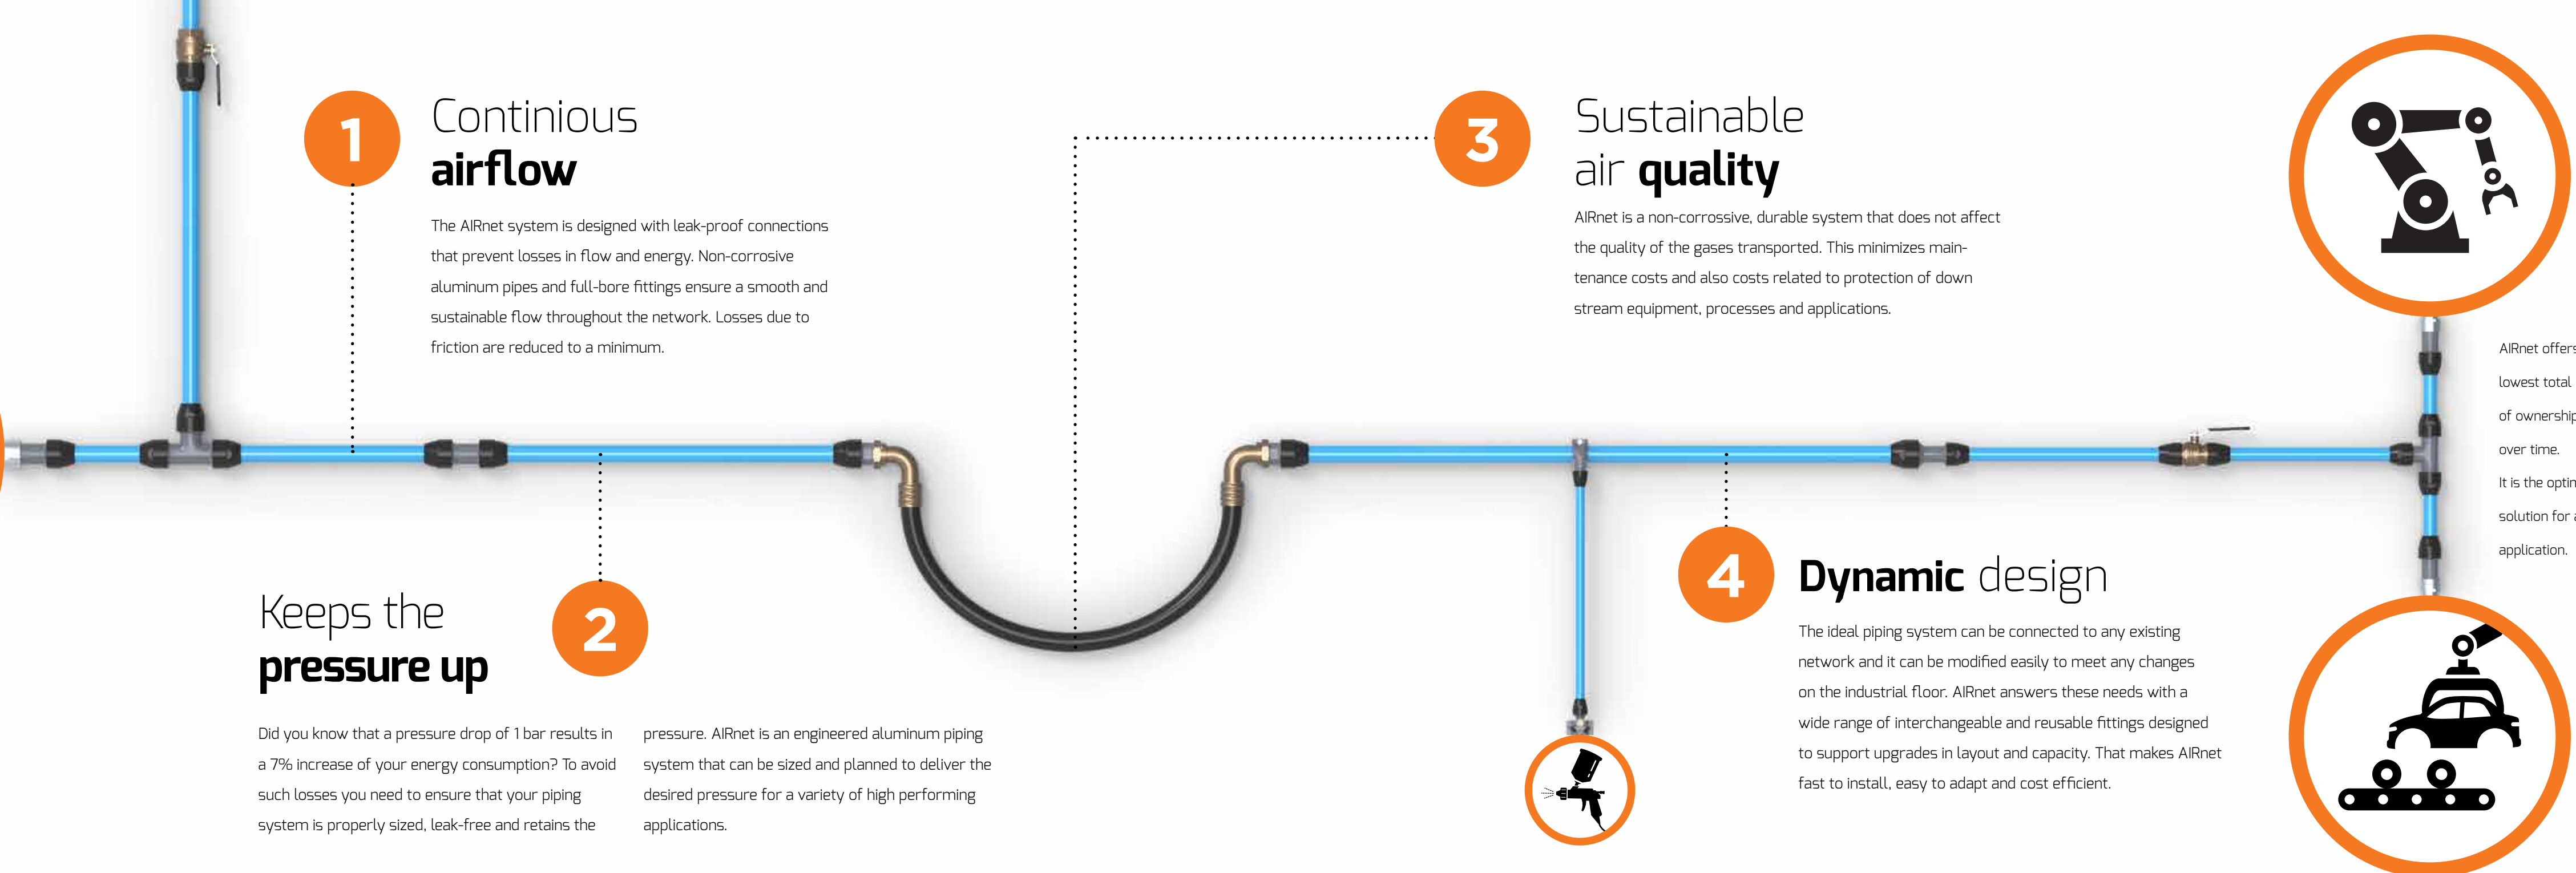 1
Continious
airflow
The AIRnet system is designed with leak-proof connections
that prevent losses in flow and energy. Non-corrosive
aluminum pipes and full-bore fittings ensure a smooth and
sustainable flow throughout the network. Losses due to
friction are reduced to a minimum.
Keeps the
pressure up
2
Did you know that a pressure drop of 1 bar results in
a 7% increase of your energy consumption? To avoid
such losses you need to ensure that your piping
system is properly sized, leak-free and retains the
pressure. AIRnet is an engineered aluminum piping
system that can be sized and planned to deliver the
desired pressure for a variety of high performing
applications.
3
Sustainable
air quality
AIRnet is a non-corrossive, durable system that does not affect
the quality of the gases transported. This minimizes main-
tenance costs and also costs related to protection of down
stream equipment, processes and applications.
4
Dynamic design
The ideal piping system can be connected to any existing
network and it can be modified easily to meet any changes
on the industrial floor. AIRnet answers these needs with a
wide range of interchangeable and reusable fittings designed
to support upgrades in layout and capacity. That makes AIRnet
fast to install, easy to adapt and cost efficient.
AIRnet offers
lowest total
of ownership
over time.
It is the
solution for
application.